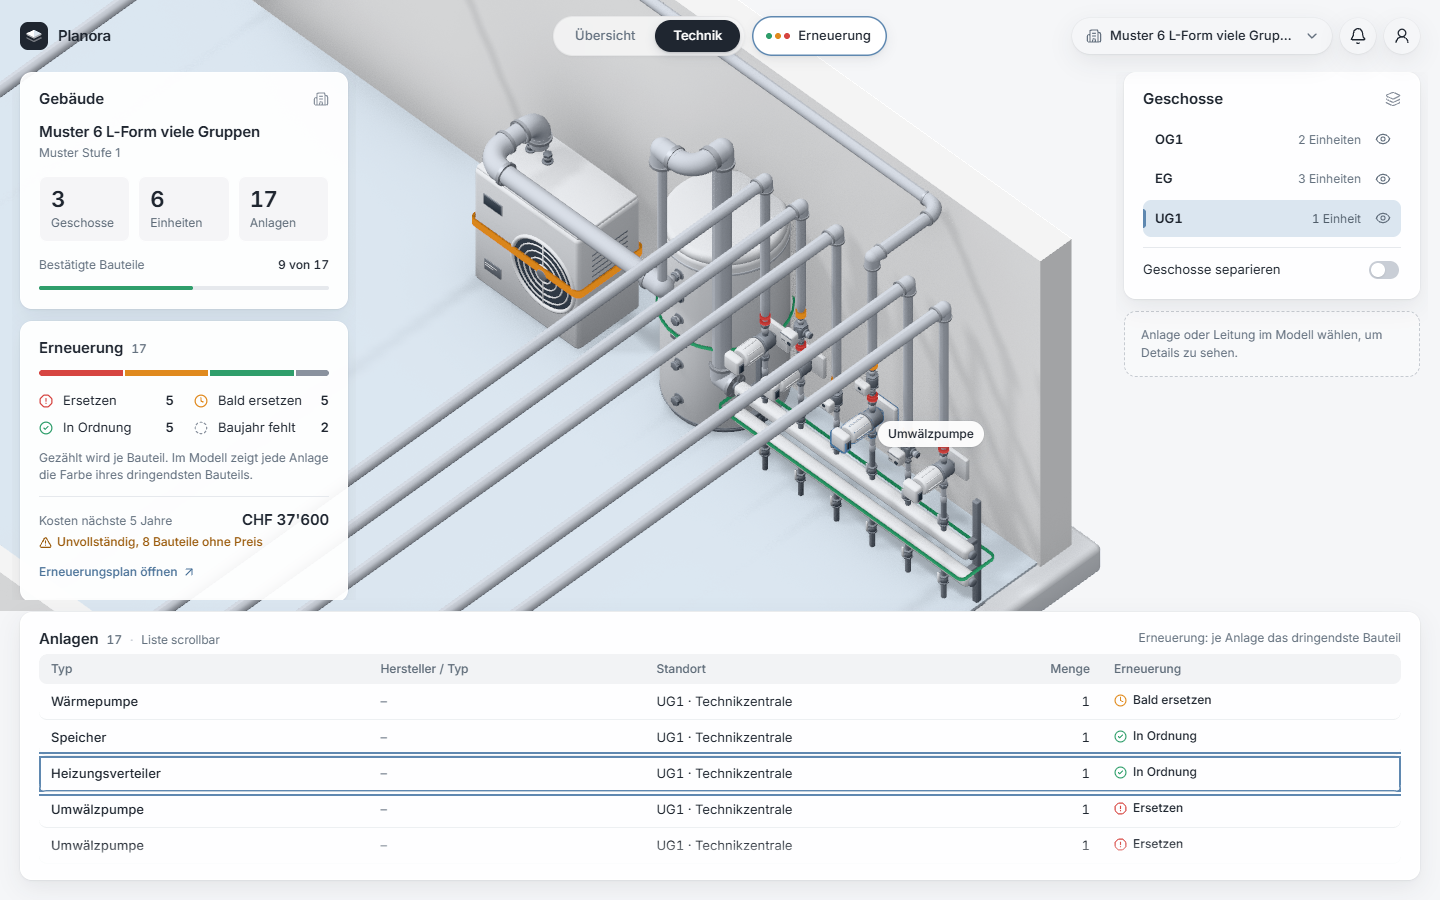 Planora
Übersicht
Technik
Erneuerung
Muster 6 L-Form viele Grup...
Gebäude
Muster 6 L-Form viele Gruppen
Muster Stufe 1
3 6 17
Geschosse Einheiten Anlagen
Bestätigte Bauteile 9 von 17
Erneuerung 17
Ersetzen 5 Bald ersetzen 5
In Ordnung 5 Baujahr fehlt 2
Gezählt wird je Bauteil. Im Modell zeigt jede Anlage
die Farbe ihres dringendsten Bauteils.
Kosten nächste 5 Jahre CHF 37'600
Unvollständig, 8 Bauteile ohne Preis
Erneuerungsplan öffnen
Umwälzpumpe
Geschosse
OG1 2 Einheiten
EG 3 Einheiten
UG1 1 Einheit
Geschosse separieren
Anlage oder Leitung im Modell wählen, um
Details zu sehen.
Anlagen 17 · Liste scrollbar Erneuerung: je Anlage das dringendste Bauteil
Typ Hersteller / Typ Standort Menge Erneuerung
Wärmepumpe – UG1 · Technikzentrale 1 Bald ersetzen
Speicher – UG1 · Technikzentrale 1 In Ordnung
Heizungsverteiler – UG1 · Technikzentrale 1 In Ordnung
Umwälzpumpe – UG1 · Technikzentrale 1 Ersetzen
Umwälzpumpe – UG1 · Technikzentrale 1 Ersetzen